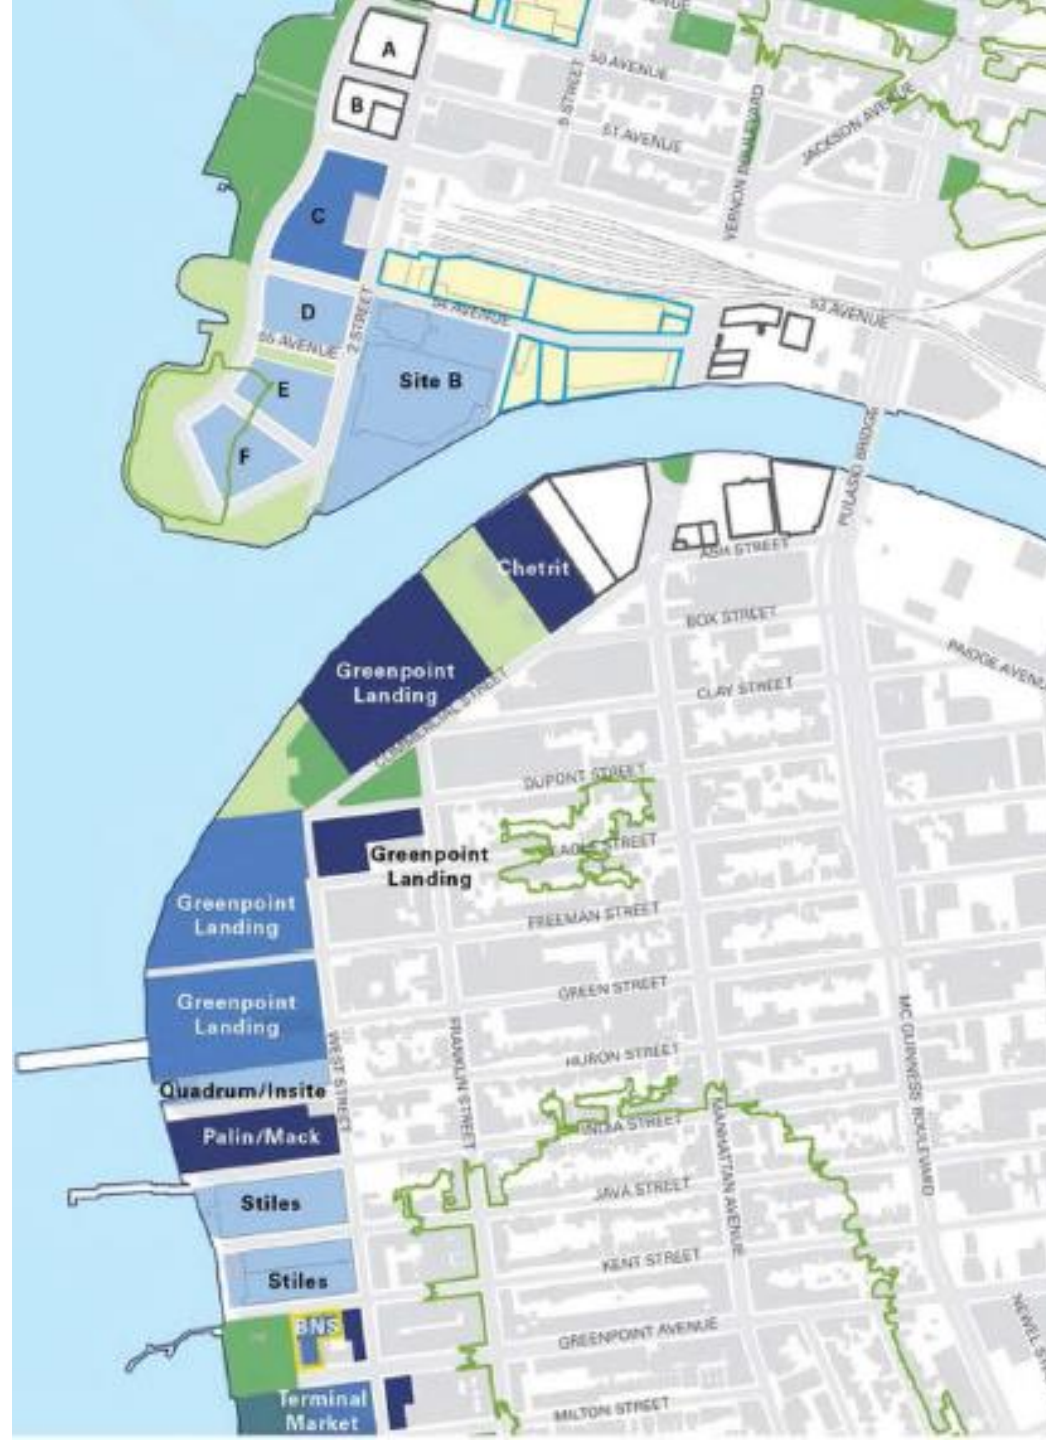 A
50 AVENUE
B
5 STREET
51 AVENUE
VERNON BOULEVARD
JACKSON AVENUE
C
D
54 AVENUE
53 AVENUE
55 AVENUE
2 STREET
E
Site B
F
PULASKI BRIDGE
ASH STREET
Chetrit
BOX STREET
PAIDGE AVENU
Greenpoint
Landing
CLAY STREET
COMMERCIAL STREET
DUPONT STREET
EAGLE STREET
Greenpoint
Landing
Greenpoint
Landing
FREEMAN STREET
Greenpoint
Landing
GREEN STREET
WEST STREET
FRANKLIN STREET
HURON STREET
MC GUINNESS BOULEVARD
Quadrum/Insite
Palin/Mack
INDIA STREET
MANHATTAN AVENUE
Stiles
JAVA STREET
Stiles
KENT STREET
BNS
GREENPOINT AVENUE
NEWEL ST
Terminal
Market
MILTON STREET